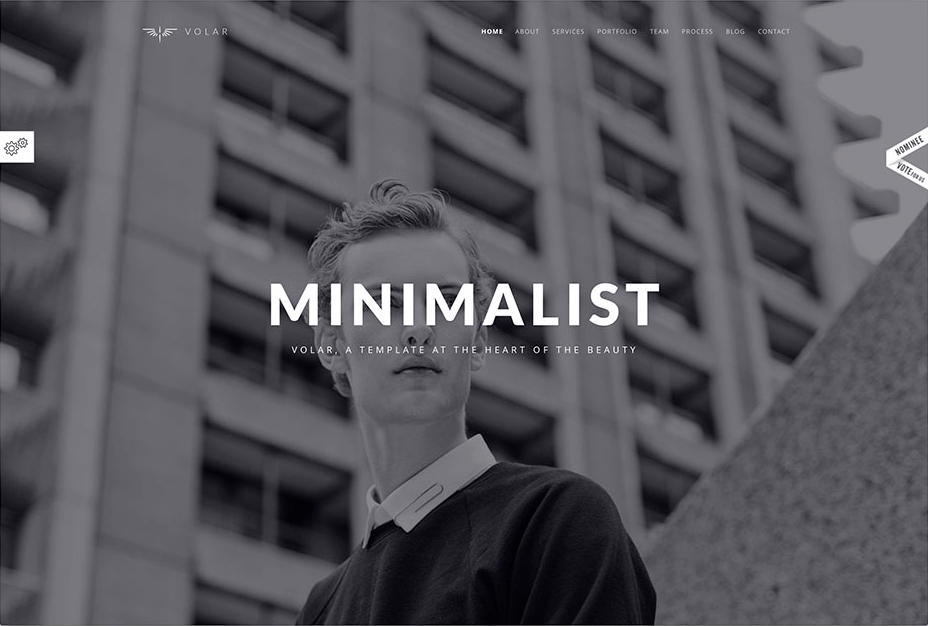 VOLAR
HOME ABOUT SERVICES PORTFOLIO TEAM PROCESS BLOG CONTACT
NOMINEE
VOTE FOR US
MINIMALIST
VOLAR, A TEMPLATE AT THE HEART OF THE BEAUTY